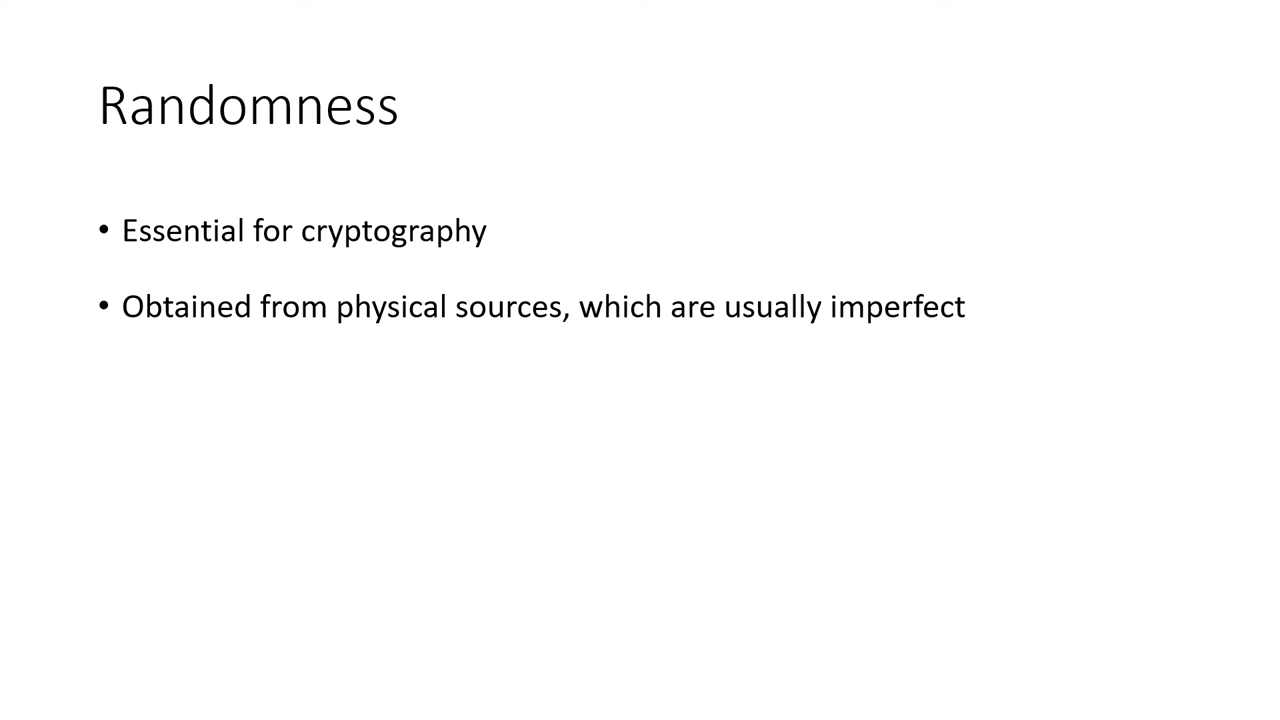 Randomness
• Essential for cryptography
• Obtained from physical sources, which are usually imperfect